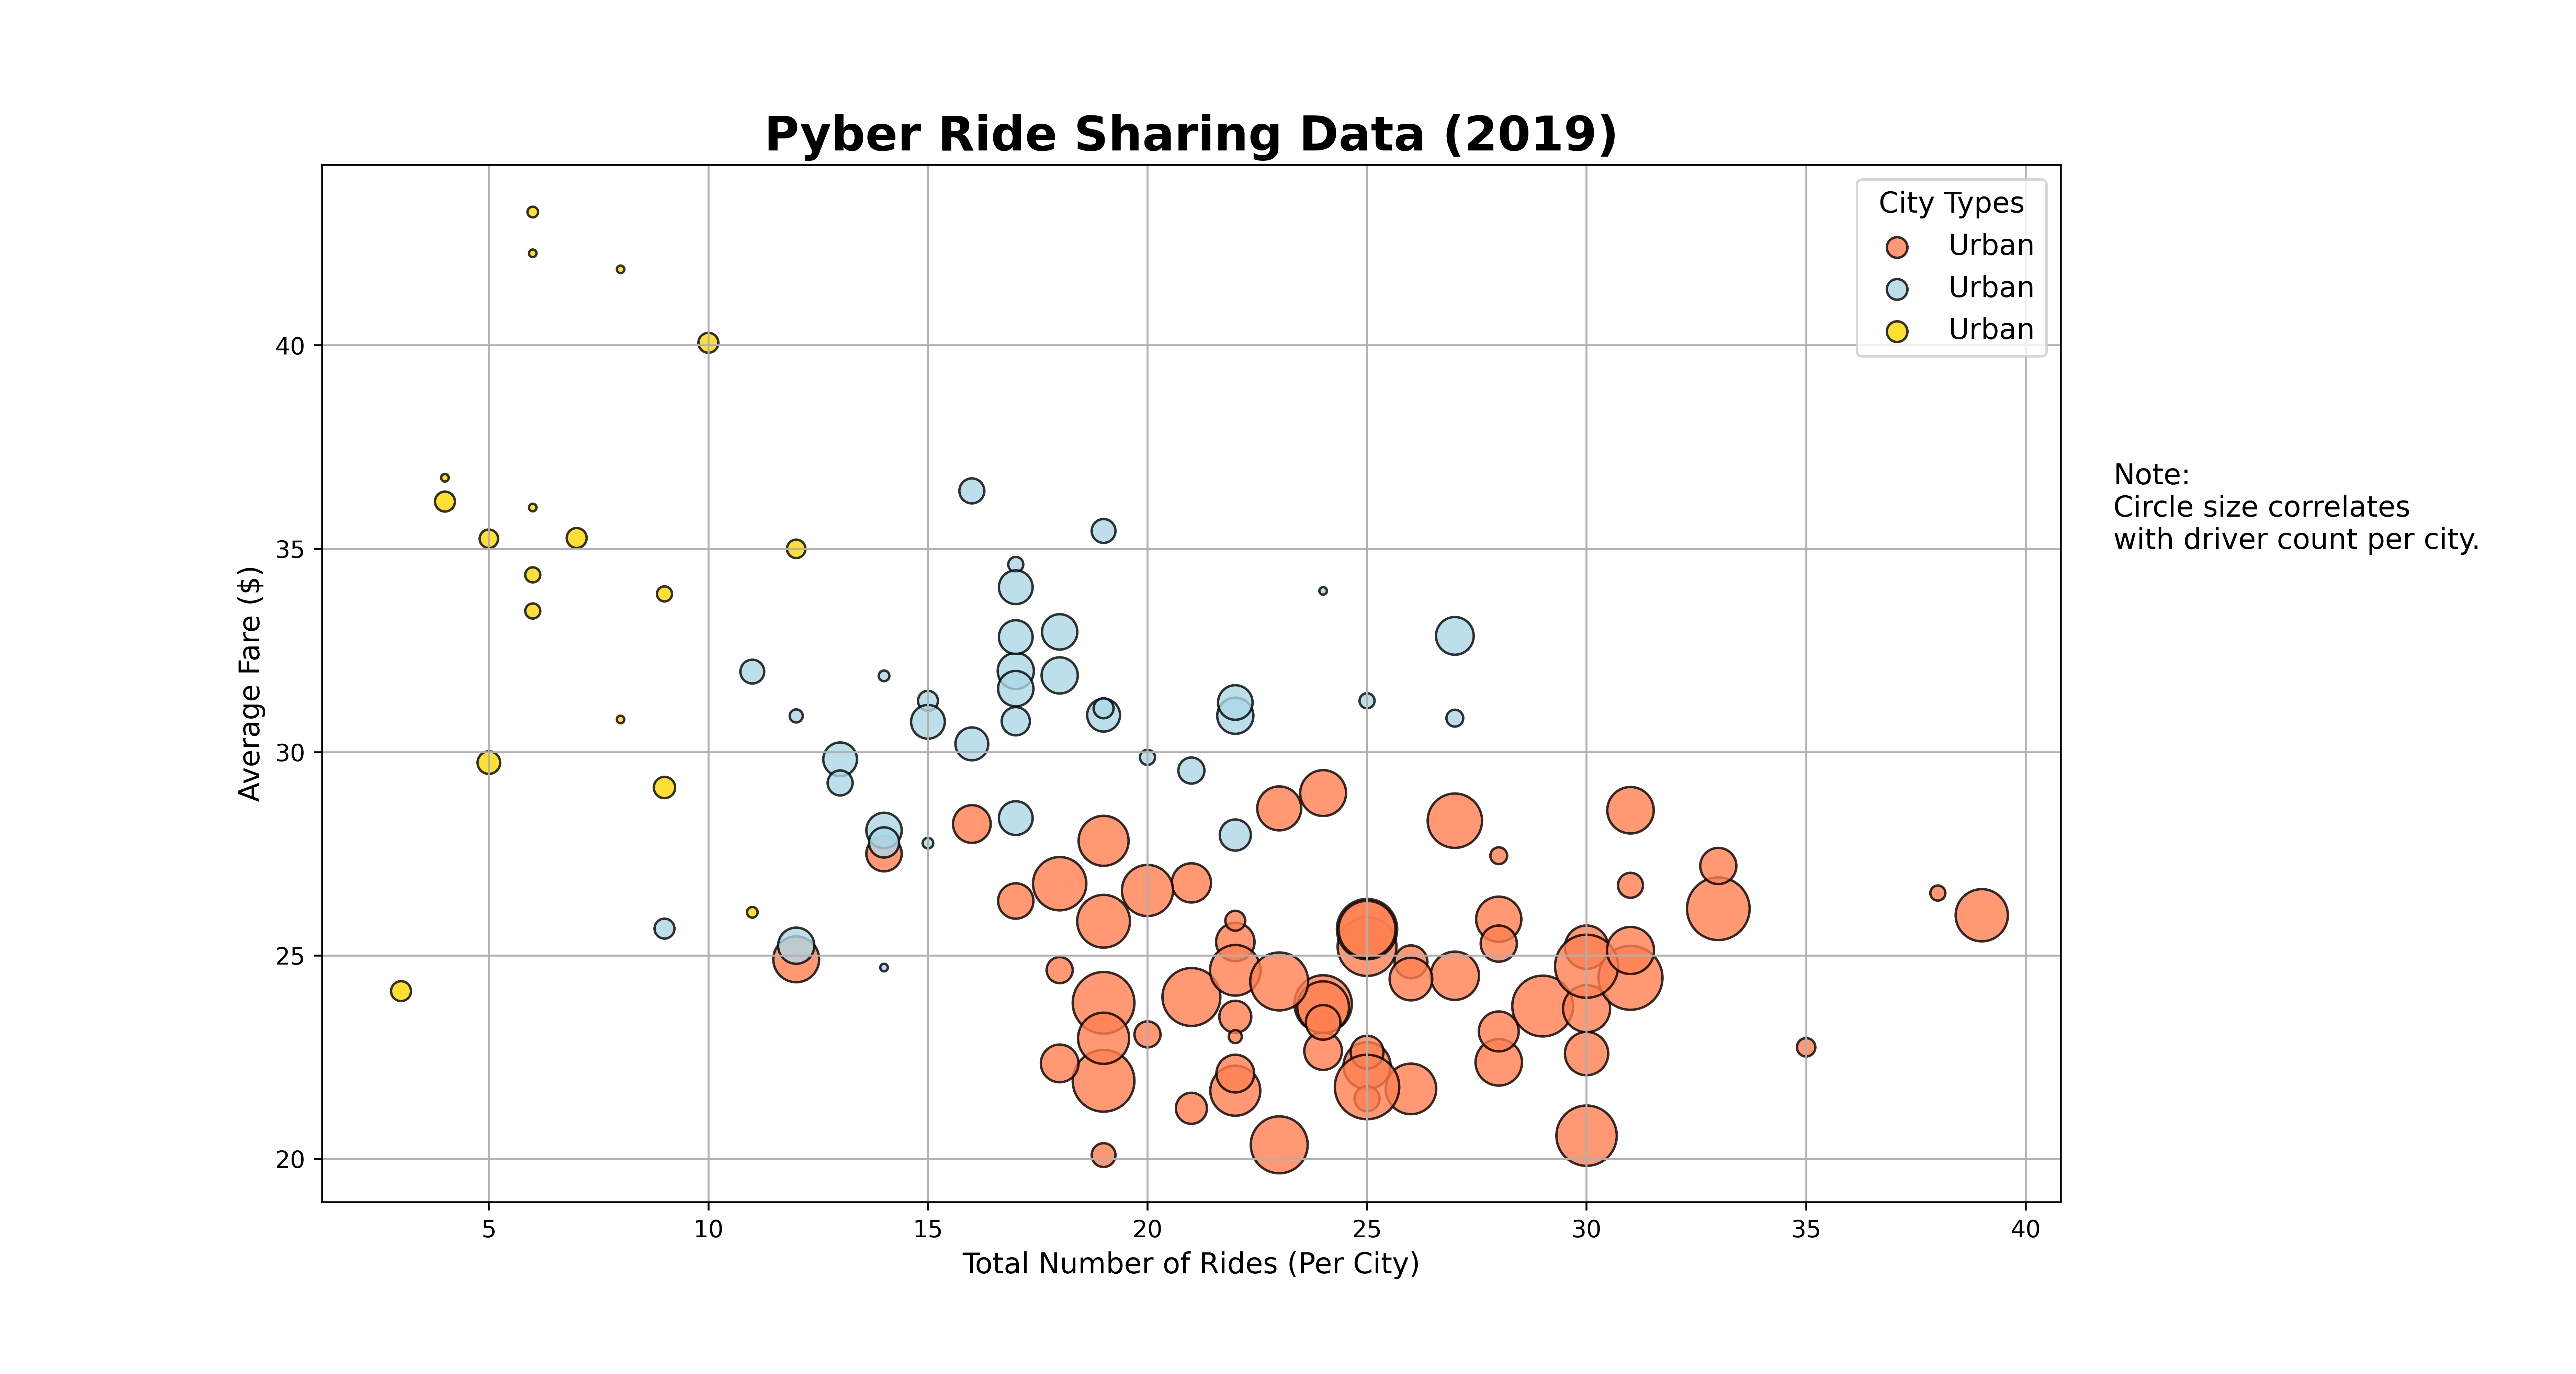 Pyber Ride Sharing Data (2019)
City Types
Urban
Urban
Urban
40
35
30
25
20
Average Fare ($)
5 10 15 20 25 30 35 40
Total Number of Rides (Per City)
Note:
Circle size correlates
with driver count per city.